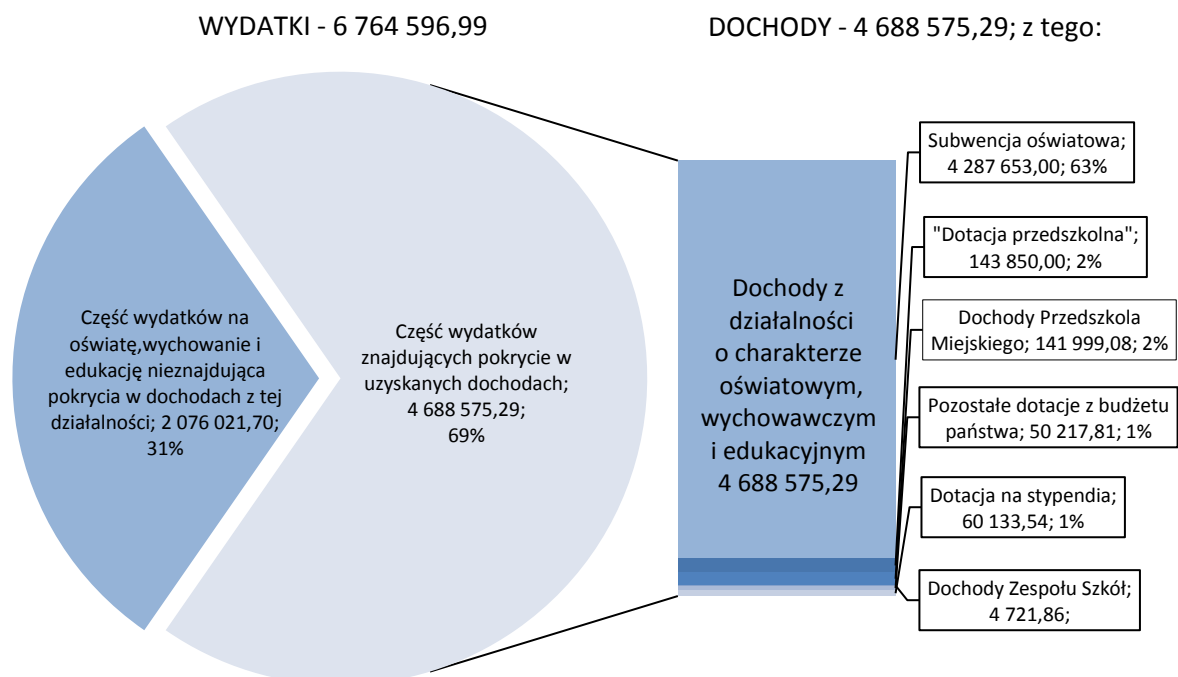 WYDATKI - 6 764 596,99
DOCHODY - 4 688 575,29; z tego:
Część wydatków na
oświatę,wychowanie i
edukację nieznajdująca
pokrycia w dochodach z tej
działalności; 2 076 021,70;
31%
Część wydatków
znajdujących pokrycie w
uzyskanych dochodach;
4 688 575,29;
69%
Dochody z
działalności
o charakterze
oświatowym,
wychowawczym
i edukacyjnym
4 688 575,29
Subwencja oświatowa;
4 287 653,00; 63%
"Dotacja przedszkolna";
143 850,00; 2%
Dochody Przedszkola
Miejskiego; 141 999,08; 2%
Pozostałe dotacje z budżetu
państwa; 50 217,81; 1%
Dotacja na stypendia;
60 133,54; 1%
Dochody Zespołu Szkół;
4 721,86;